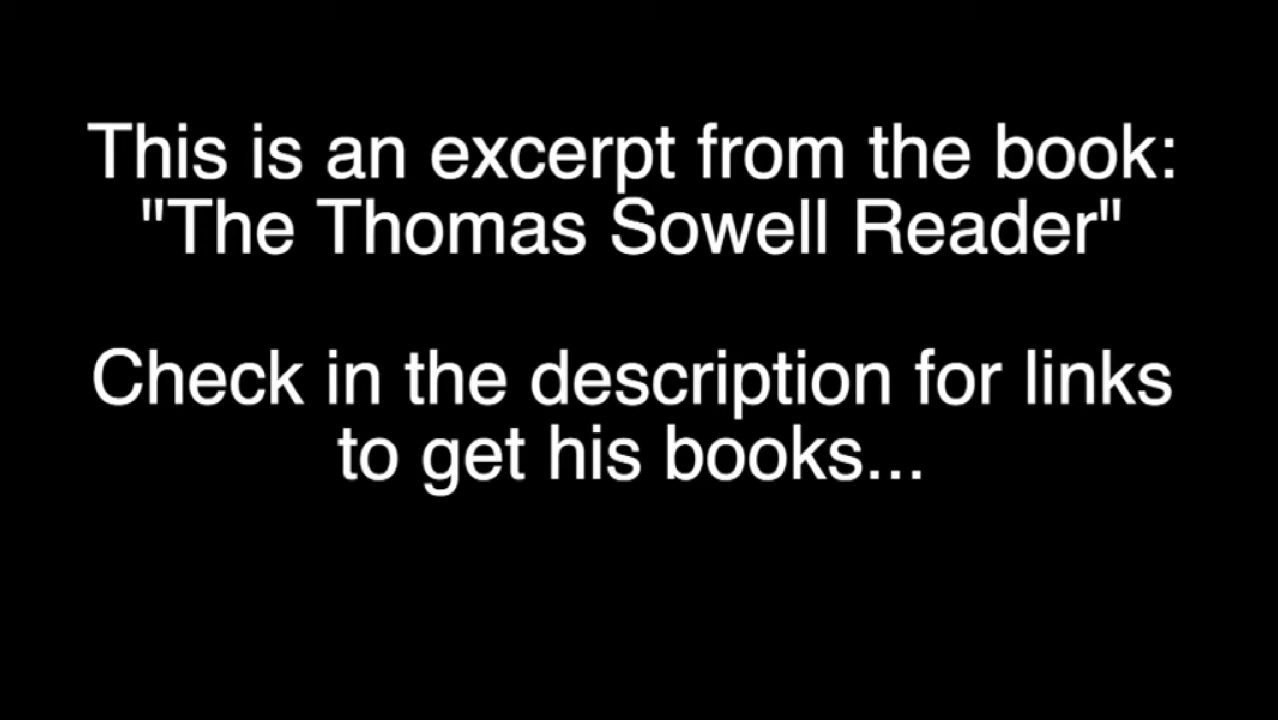 This is an excerpt from the book:
"The Thomas Sowell Reader"
Check in the description for links
to get his books...